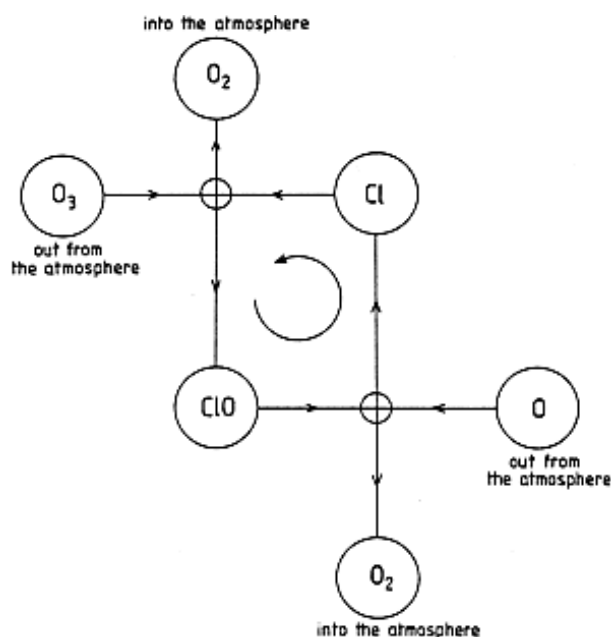 into the atmosphere
O₂
O₃
Cl
out from
the atmosphere
ClO
O
out from
the atmosphere
O₂
into the atmosphere